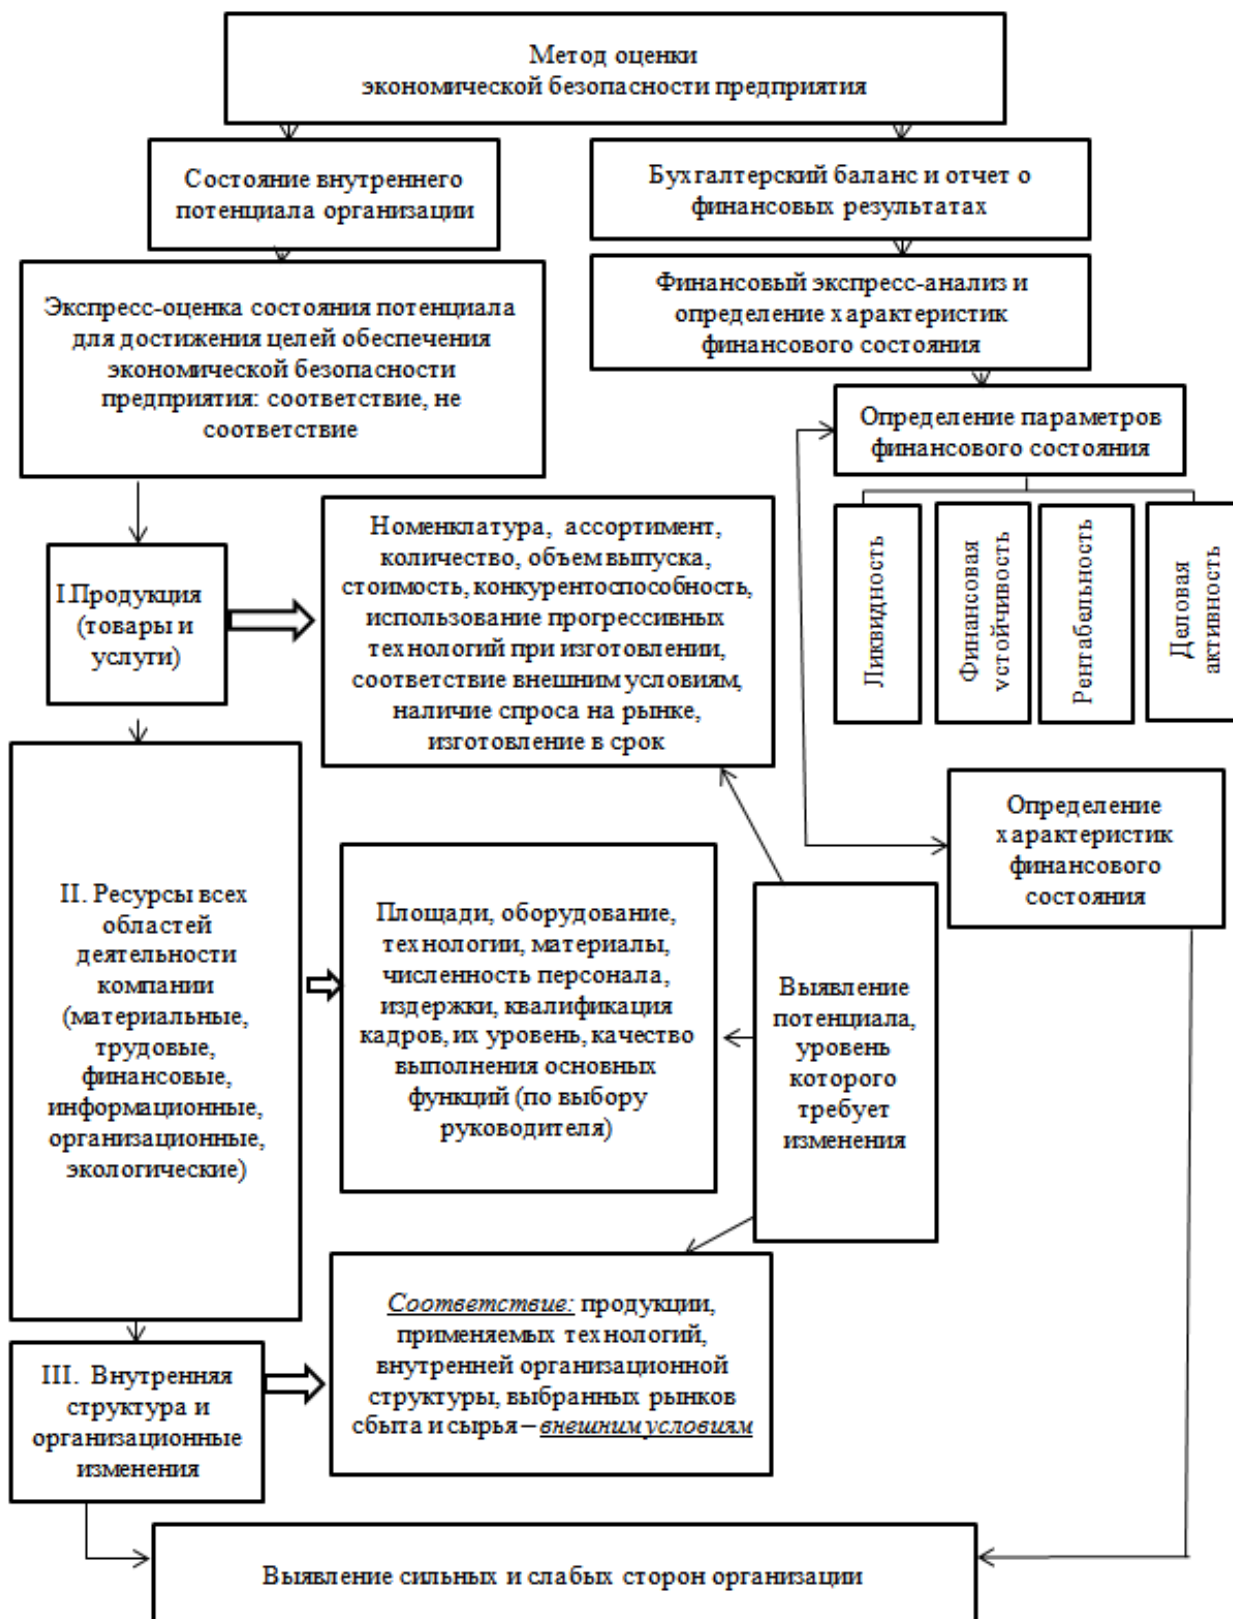 Метод оценки
экономической безопасности предприятия
Состояние внутреннего
потенциала организации
Бухгалтерский баланс и отчет о
финансовых результатах
Экспресс-оценка состояния потенциала
для достижения целей обеспечения
экономической безопасности
предприятия: соответствие, не
соответствие
Финансовый экспресс-анализ и
определение характеристик
финансового состояния
Определение параметров
финансового состояния
Ликвидность
Финансовая
устойчивость
Рентабельность
Деловая
активность
I.Продукция
(товары и
услуги)
Номенклатура, ассортимент,
количество, объем выпуска,
стоимость, конкурентоспособность,
использование прогрессивных
технологий при изготовлении,
соответствие внешним условиям,
наличие спроса на рынке,
изготовление в срок
Определение
характеристик
финансового
состояния
II. Ресурсы всех
областей
деятельности
компании
(материальные,
трудовые,
финансовые,
информационные,
организационные,
экологические)
Площади, оборудование,
технологии, материалы,
численность персонала,
издержки, квалификация
кадров, их уровень, качество
выполнения основных
функций (по выбору
руководителя)
Выявление
потенциала,
уровень
которого
требует
изменения
III. Внутренняя
структура и
организационные
изменения
Соответствие: продукции,
применяемых технологий,
внутренней организационной
структуры, выбранных рынков
сбыта и сырья – внешним условиям
Выявление сильных и слабых сторон организации